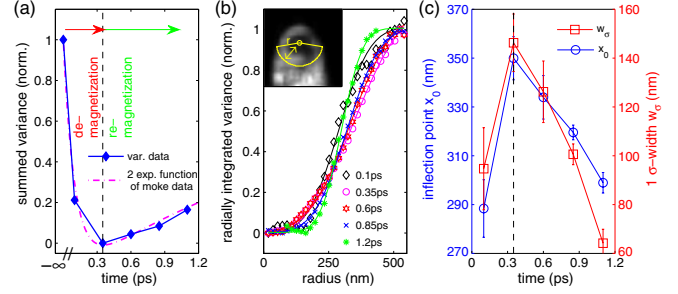 (a)
summed variance (norm.)
1
0.8
0.6
0.4
0.2
0
de–
magnetization
re–
magnetization
var. data
2 exp. function
of moke data
−∞
0.3
0.6
0.9
1.2
time (ps)
(b)
radially integrated variance (norm.)
1
0.8
0.6
0.4
0.2
0
r
φ
0.1ps
0.35ps
0.6ps
0.85ps
1.2ps
0
250
500
radius (nm)
(c)
inflection point x0 (nm)
370
350
330
310
290
270
wσ
x0
0
0.3
0.6
0.9
1.2
time (ps)
160
140
120
100
80
60
1 σ-width wσ (nm)